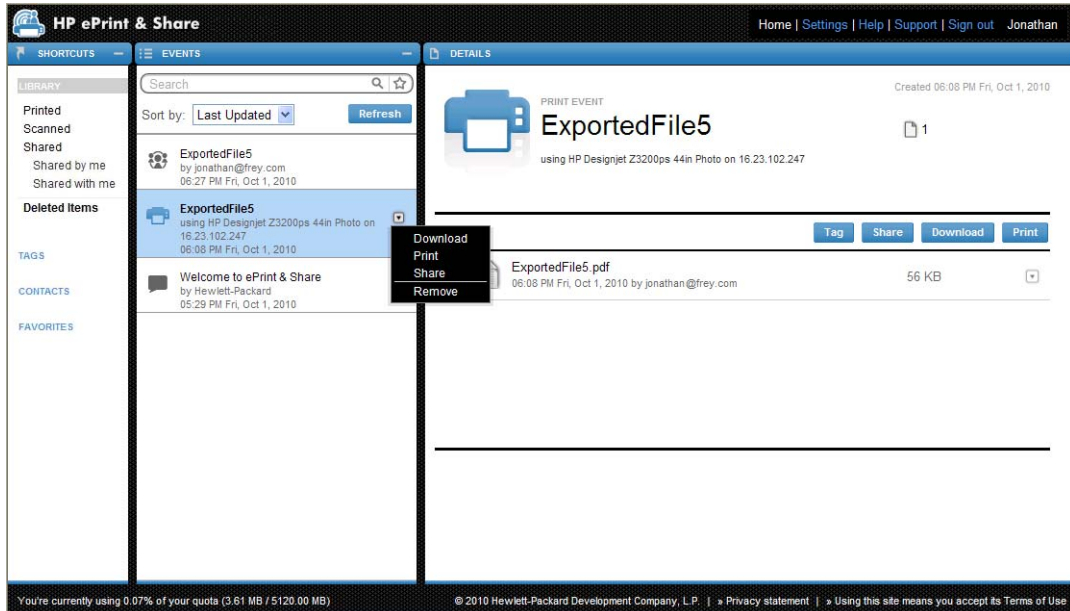 HP ePrint & Share
Home | Settings | Help | Support | Sign out Jonathan
SHORTCUTS
LIBRARY
Printed
Scanned
Shared
Shared by me
Shared with me
Deleted Items
TAGS
CONTACTS
FAVORITES
EVENTS
Search
Sort by: Last Updated Refresh
ExportedFile5
by jonathan@frey.com
06:27 PM Fri, Oct 1, 2010
ExportedFile5
using HP Designjet Z3200ps 44in Photo on
16.23.102.247
06:08 PM Fri, Oct 1, 2010
Welcome to ePrint & Share
by Hewlett-Packard
05:29 PM Fri, Oct 1, 2010
Download
Print
Share
Remove
DETAILS
Created 06:08 PM Fri, Oct 1, 2010
PRINT EVENT
ExportedFile5
1
using HP Designjet Z3200ps 44in Photo on 16.23.102.247
Tag Share Download Print
ExportedFile5.pdf
56 KB
06:08 PM Fri, Oct 1, 2010 by jonathan@frey.com
You're currently using 0.07% of your quota (3.61 MB / 5120.00 MB)
© 2010 Hewlett-Packard Development Company, L.P. | » Privacy statement | » Using this site means you accept its Terms of Use